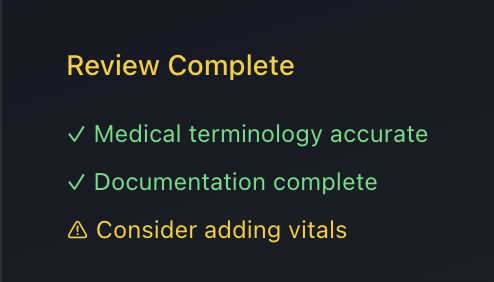 Review Complete
✓ Medical terminology accurate
✓ Documentation complete
⚠ Consider adding vitals